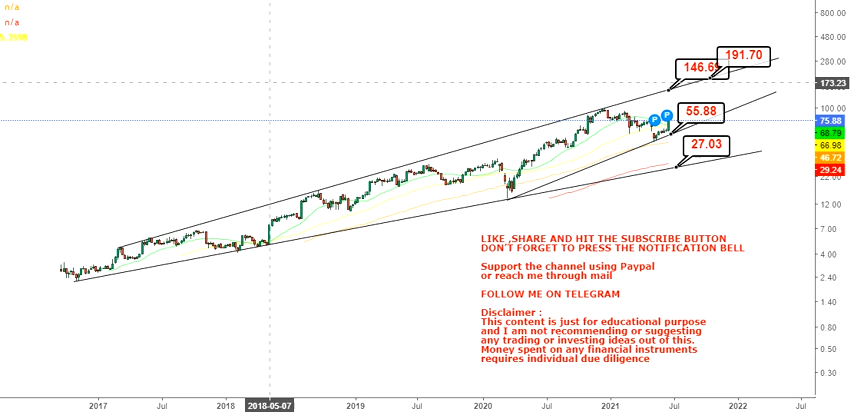 n/a
n/a
800.00
480.00
280.00
191.70
146.69
173.23
100.00
55.88
P
P
75.88
68.79
66.98
27.03
46.72
29.24
12.00
7.00
LIKE ,SHARE AND HIT THE SUBSCRIBE BUTTON
DON'T FORGET TO PRESS THE NOTIFICATION BELL
4.00
Support the channel using Paypal
or reach me through mail
2.40
FOLLOW ME ON TELEGRAM
1.40
Disclaimer :
This content is just for educational purpose
and I am not recommending or suggesting
any trading or investing ideas out of this.
Money spent on any financial instruments
requires individual due diligence
0.80
0.50
0.30
2017 Jul 2018 2018-05-07 2019 Jul 2020 Jul 2021 Jul 2022 Jul